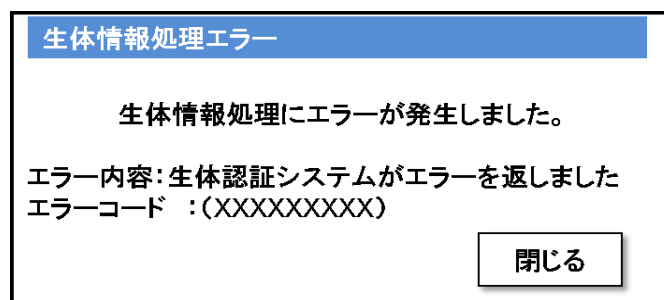 生体情報処理エラー
生体情報処理にエラーが発生しました。
エラー内容：生体認証システムがエラーを返しました
エラーコード　：(XXXXXXXXX)
閉じる